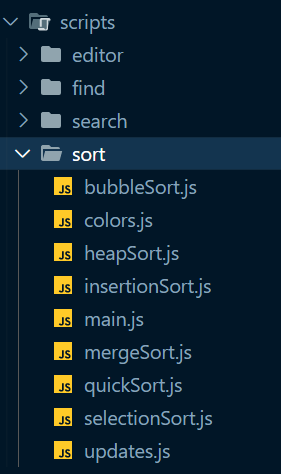 scripts
editor
find
search
sort
JS bubbleSort.js
JS colors.js
JS heapSort.js
JS insertionSort.js
JS main.js
JS mergeSort.js
JS quickSort.js
JS selectionSort.js
JS updates.js